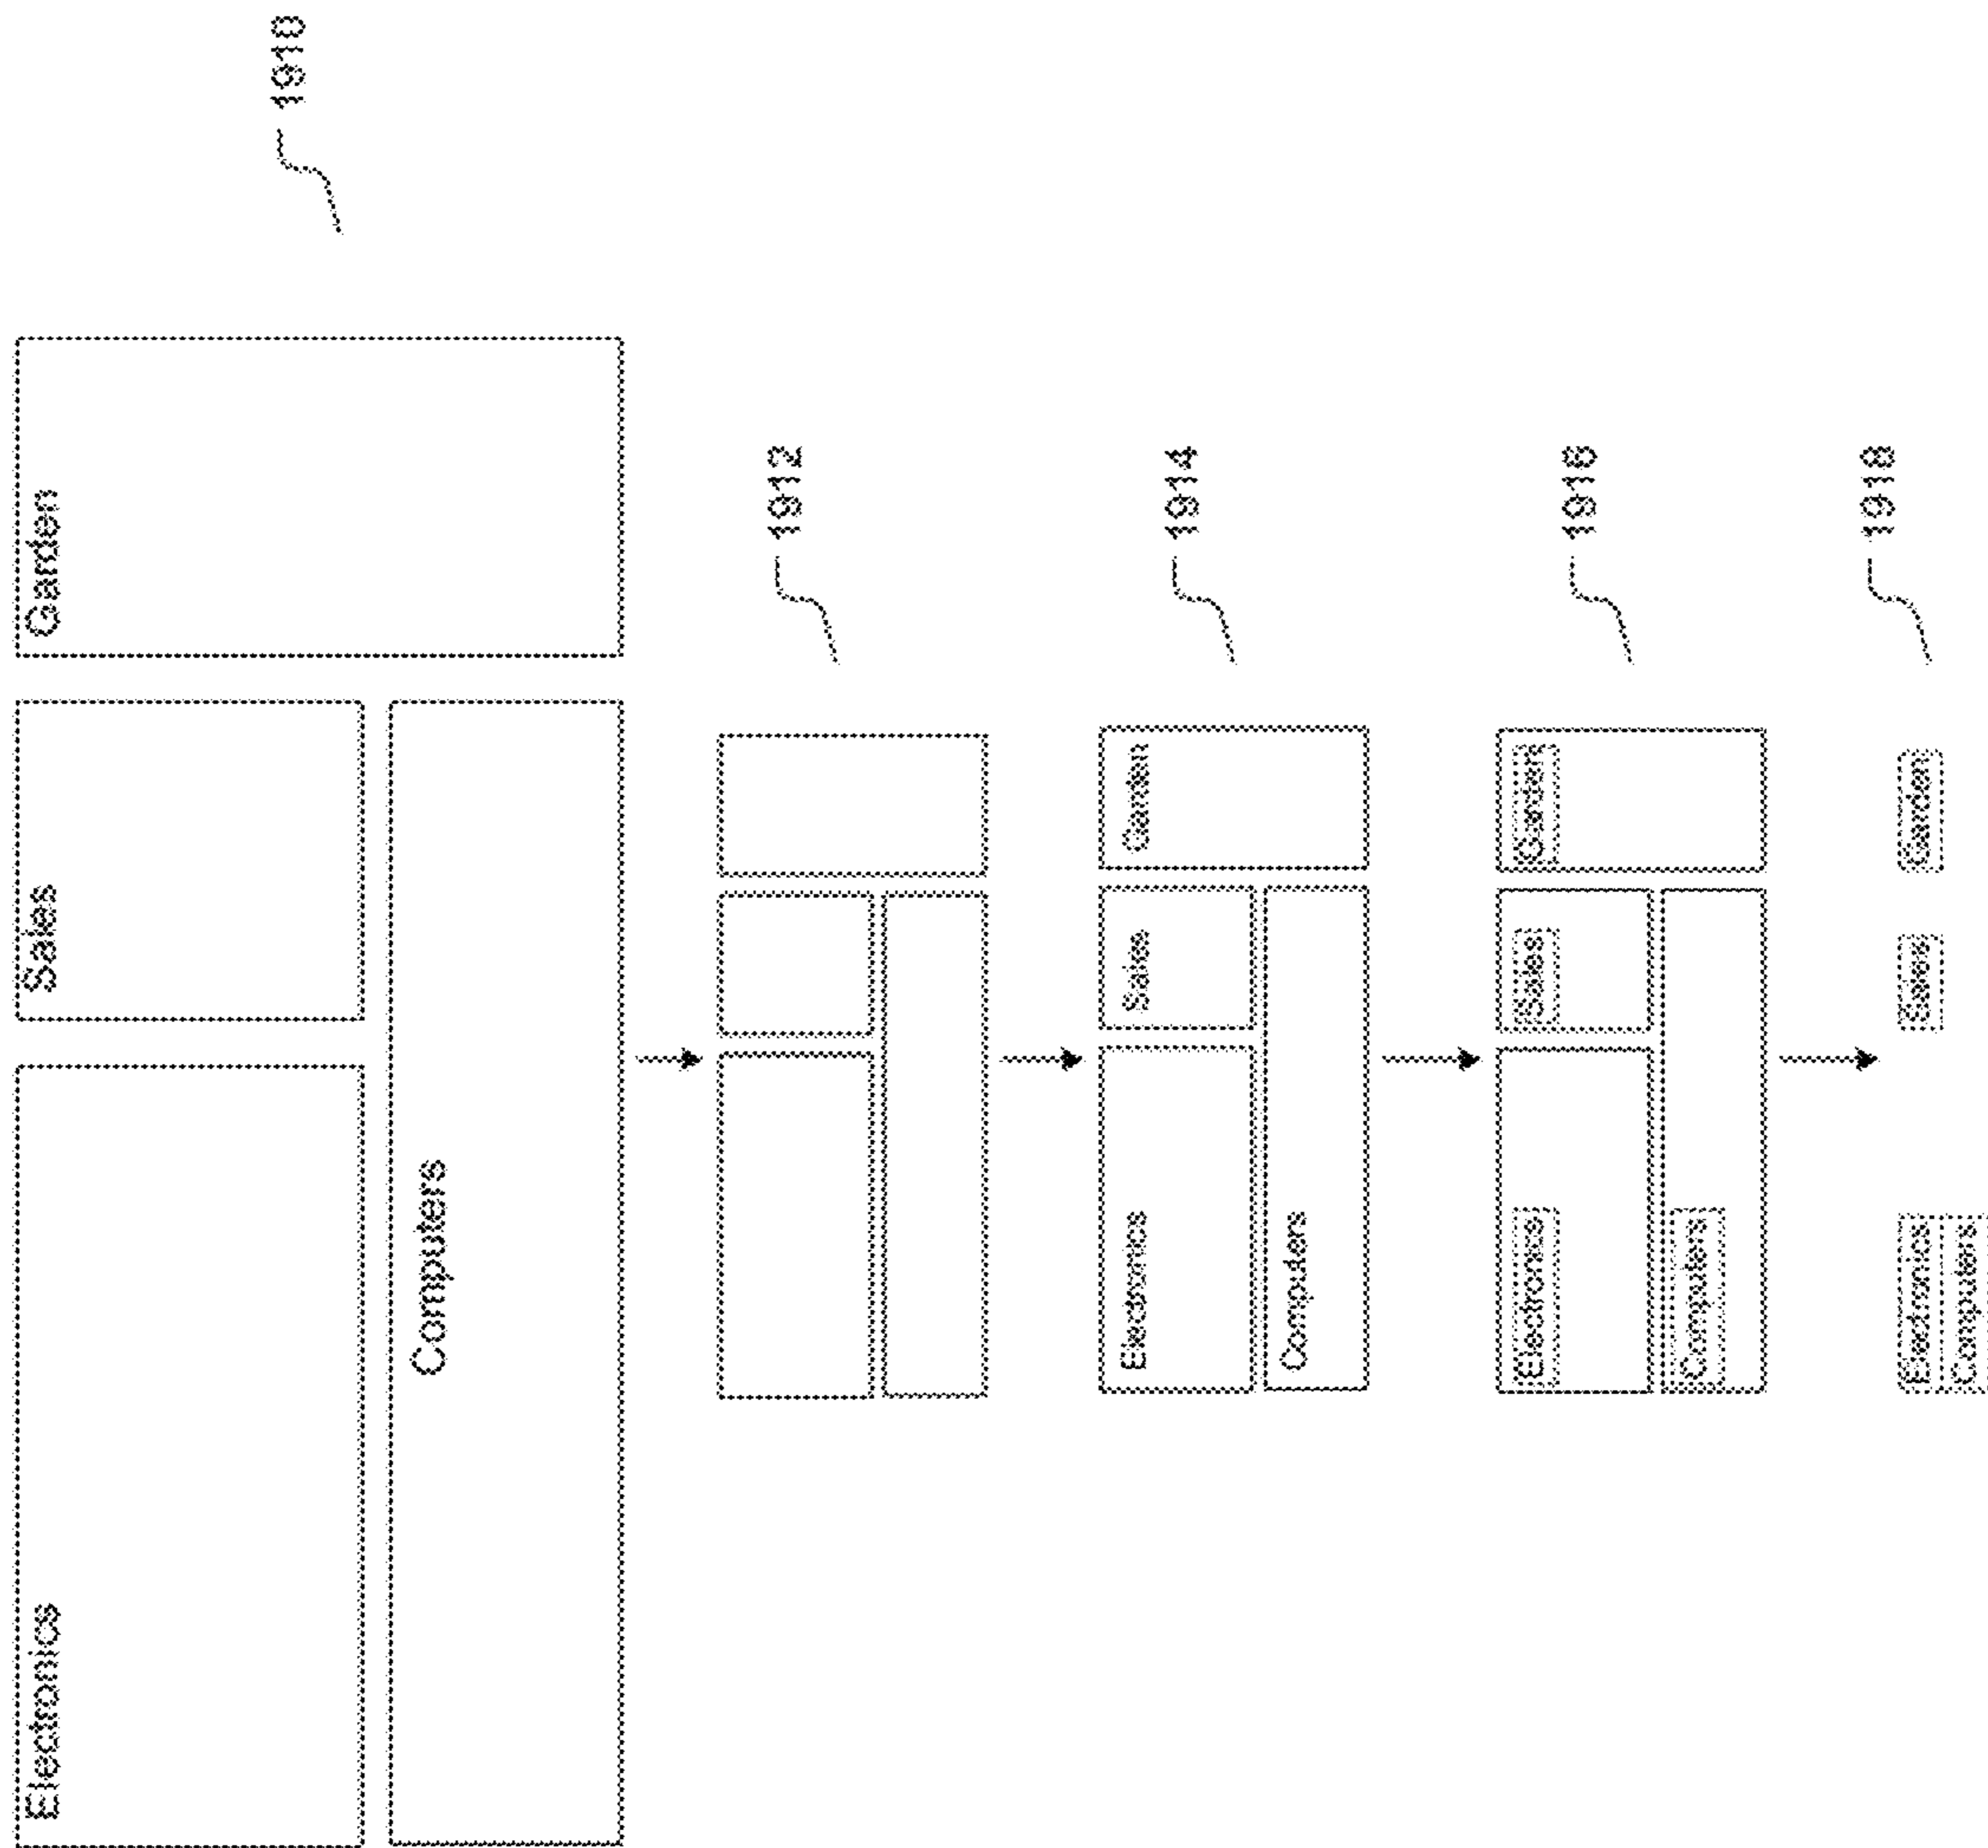 Electronics
Sales
Garden
1910
Computers
1912
Electronics
Sales
Garden
1914
Computers
Electronics
Sales
Garden
1916
Computers
1918
Electronics
Sales
Garden
Computers